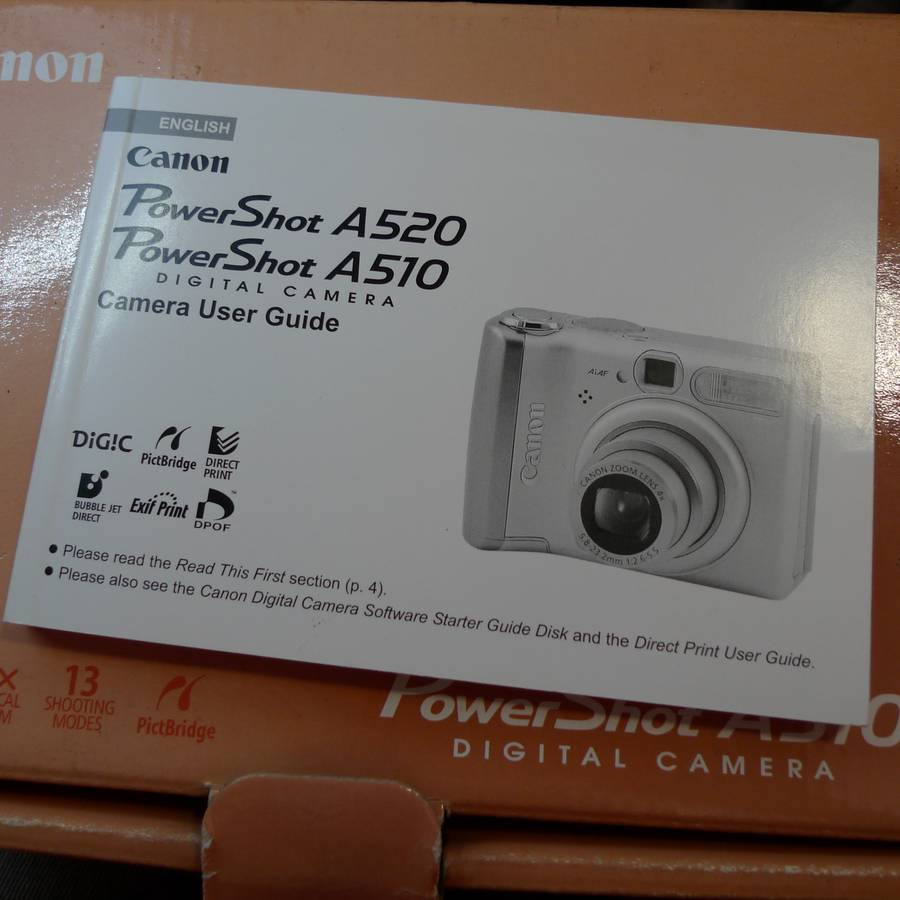 non
ENGLISH
Canon
PowerShot A520
PowerShot A510
DIGITAL CAMERA
Camera User Guide
AiAF
Canon
CANON ZOOM LENS 4x
5.8-23.2mm 1:2.6-5.5
DiG!C
PictBridge
DIRECT
PRINT
BUBBLE JET
DIRECT
Exif Print
DPOF
TM
• Please read the Read This First section (p. 4).
• Please also see the Canon Digital Camera Software Starter Guide Disk and the Direct Print User Guide.
X
CAL
M
13
SHOOTING
MODES
PictBridge
PowerShot A510
DIGITAL CAMERA